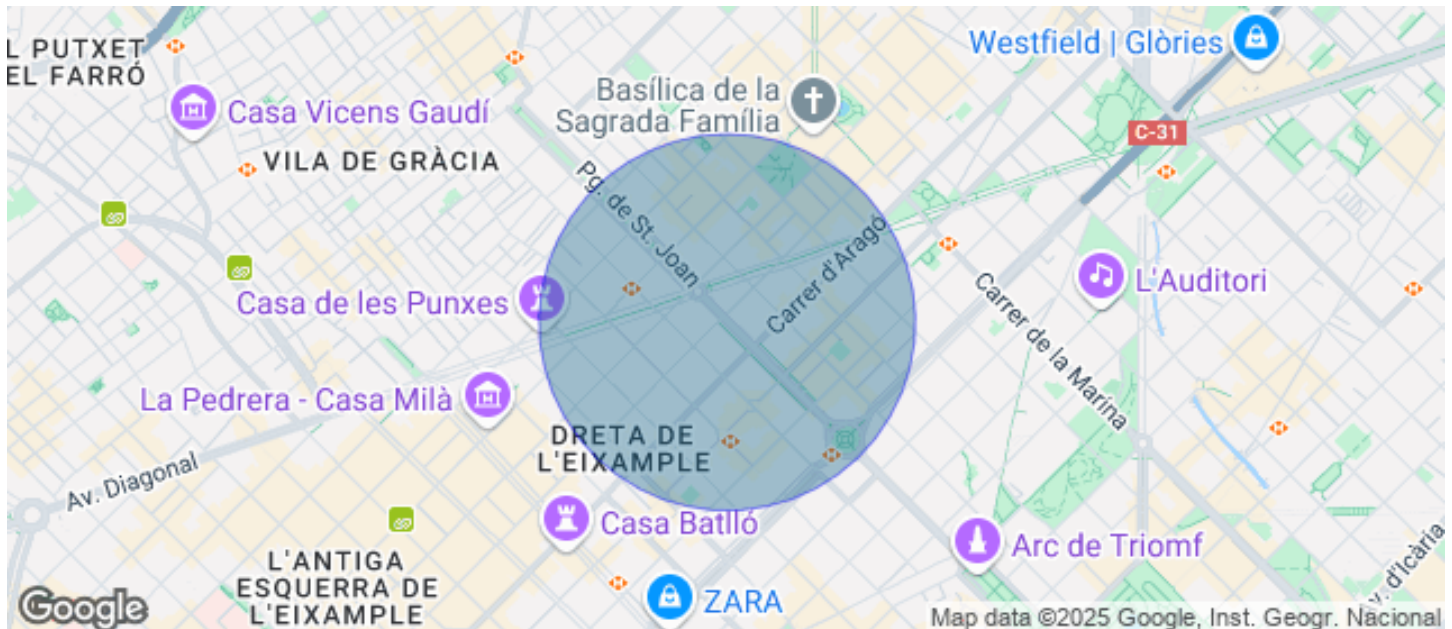 L PUTXET
EL FARRÓ
Casa Vicens Gaudí
VILA DE GRÀCIA
Basílica de la
Sagrada Família
Westfield | Glòries
C-31
Pg. de St. Joan
Carrer d'Aragó
L'Auditori
Casa de les Punxes
Carrer de la Marina
La Pedrera - Casa Milà
DRETA DE
L'EIXAMPLE
Av. Diagonal
Casa Batlló
Arc de Triomf
L'ANTIGA
ESQUERRA DE
L'EIXAMPLE
ZARA
v. d'Icària
Google
Map data ©2025 Google, Inst. Geogr. Nacional